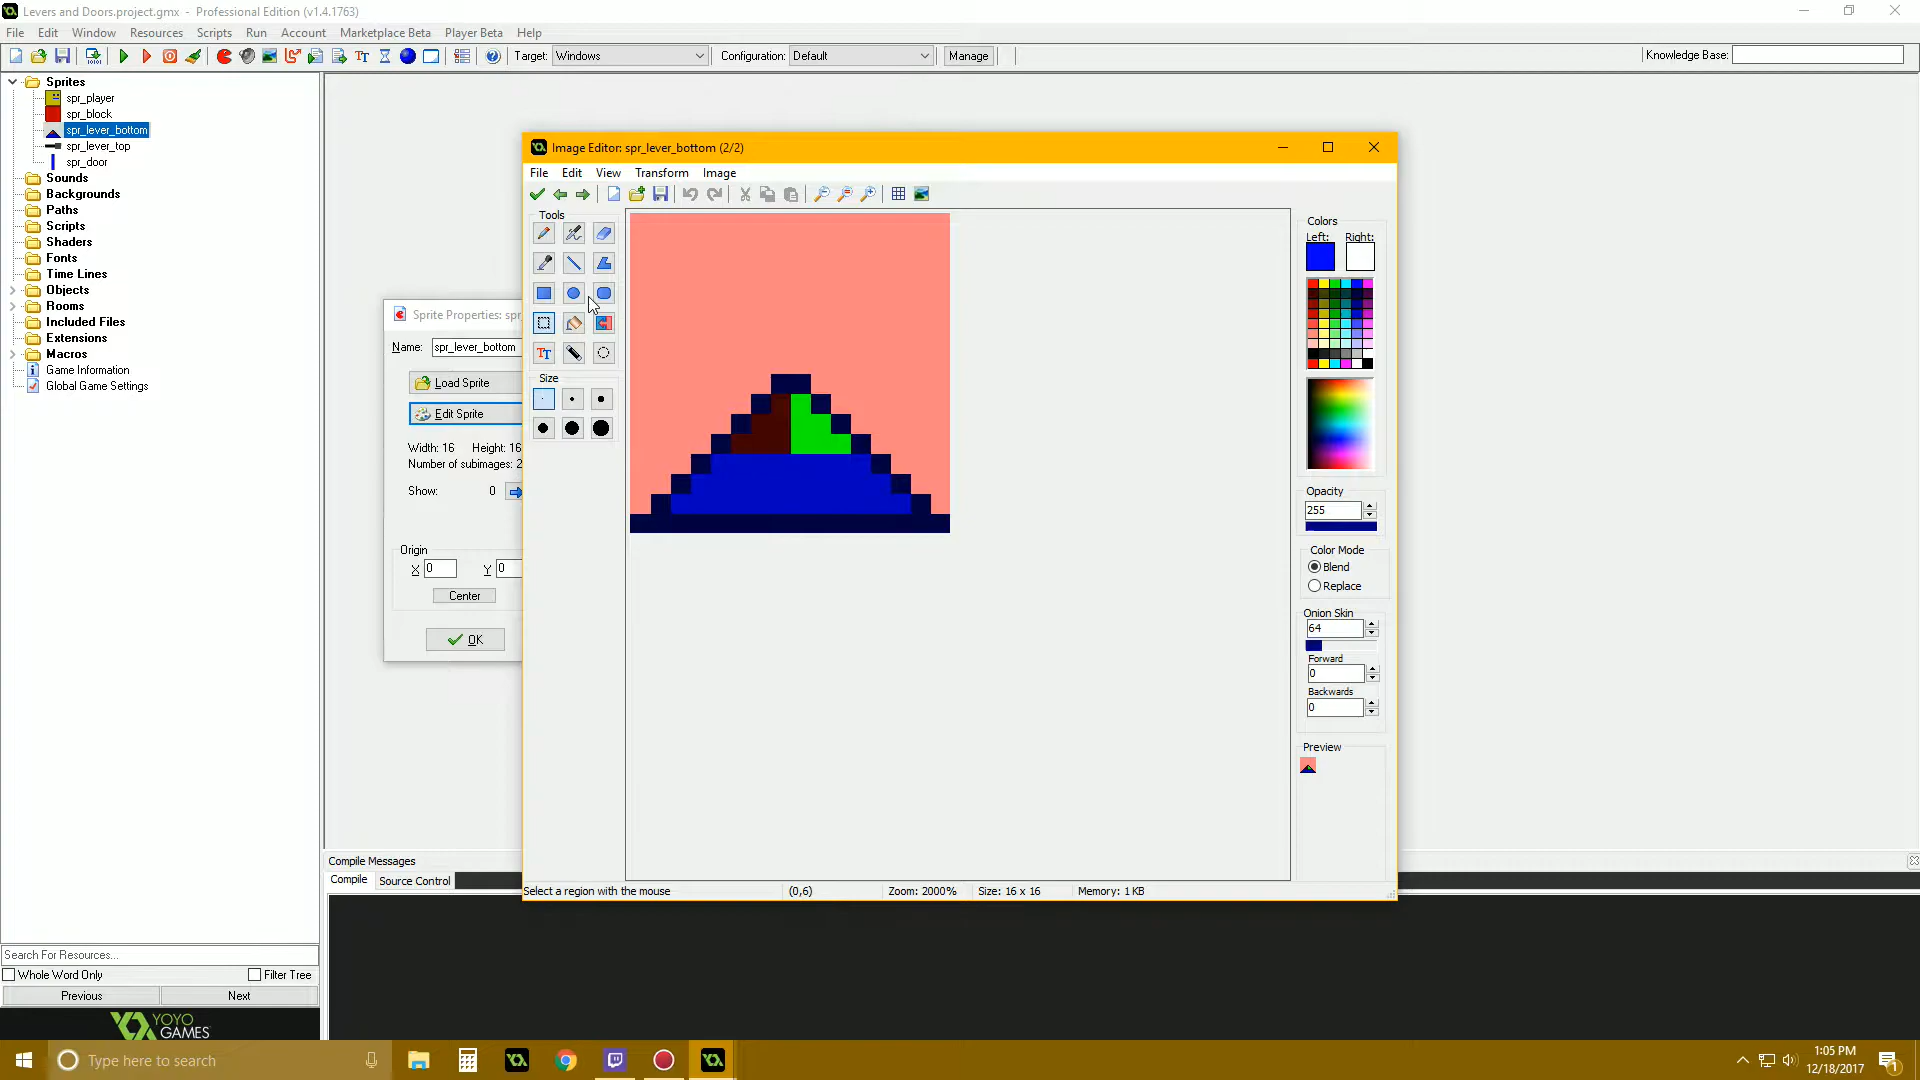 Levers and Doors.project.gmx - Professional Edition (v1.4.1763)
File Edit Window Resources Scripts Run Account Marketplace Beta Player Beta Help
Target: Windows Configuration: Default Manage Knowledge Base:
Sprites
spr_player
spr_block
spr_lever_bottom
spr_lever_top
spr_door
Sounds
Backgrounds
Paths
Scripts
Shaders
Fonts
Time Lines
Objects
Rooms
Included Files
Extensions
Macros
Game Information
Global Game Settings
Search For Resources...
Whole Word Only Filter Tree
Previous Next
YOYO
GAMES
Sprite Properties: spr
Name: spr_lever_bottom
Load Sprite
Edit Sprite
Width: 16 Height: 16
Number of subimages: 2
Show: 0
Origin
X 0 Y 0
Center
OK
Image Editor: spr_lever_bottom (2/2)
File Edit View Transform Image
Tools
Size
Colors
Left: Right:
Opacity
255
Color Mode
Blend
Replace
Onion Skin
64
Forward
0
Backwards
0
Preview
Select a region with the mouse (0,6) Zoom: 2000% Size: 16 x 16 Memory: 1 KB
Compile Messages
Compile Source Control
Type here to search
1:05 PM
12/18/2017
1